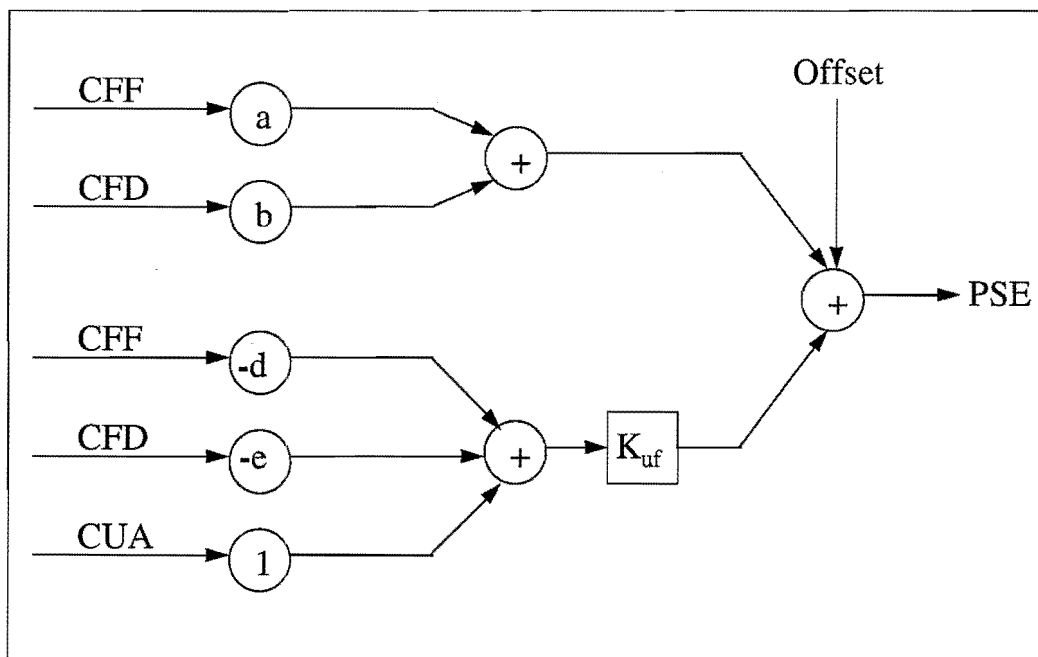 CFF
a
Offset
+
CFD
b
+
PSE
CFF
-d
CFD
-e
+
K_uf
CUA
1